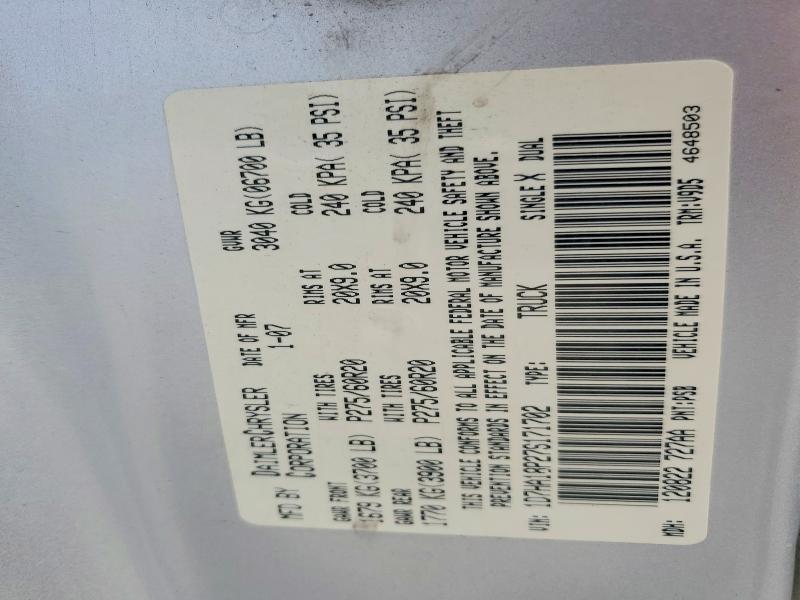 MFD BY DAIMLERCHRYSLER CORPORATION DATE OF MFR 1-07 GVWR 3040 KG(06700 LB)
GAWR FRONT WITH TIRES RIMS AT COLD
1679 KG(3700 LB) P275/60R20 20X9.0 240 KPA( 35 PSI)
GAWR REAR WITH TIRES RIMS AT COLD
1770 KG(3900 LB) P275/60R20 20X9.0 240 KPA( 35 PSI)
THIS VEHICLE CONFORMS TO ALL APPLICABLE FEDERAL MOTOR VEHICLE SAFETY AND THEFT
PREVENTION STANDARDS IN EFFECT ON THE DATE OF MANUFACTURE SHOWN ABOVE.
VIN: 1D7HA18P27S171702 TYPE: TRUCK SINGLE X DUAL
MDH: 120822 727AA PNT:PSB VEHICLE MADE IN U.S.A. TRM:V9D5 4648503